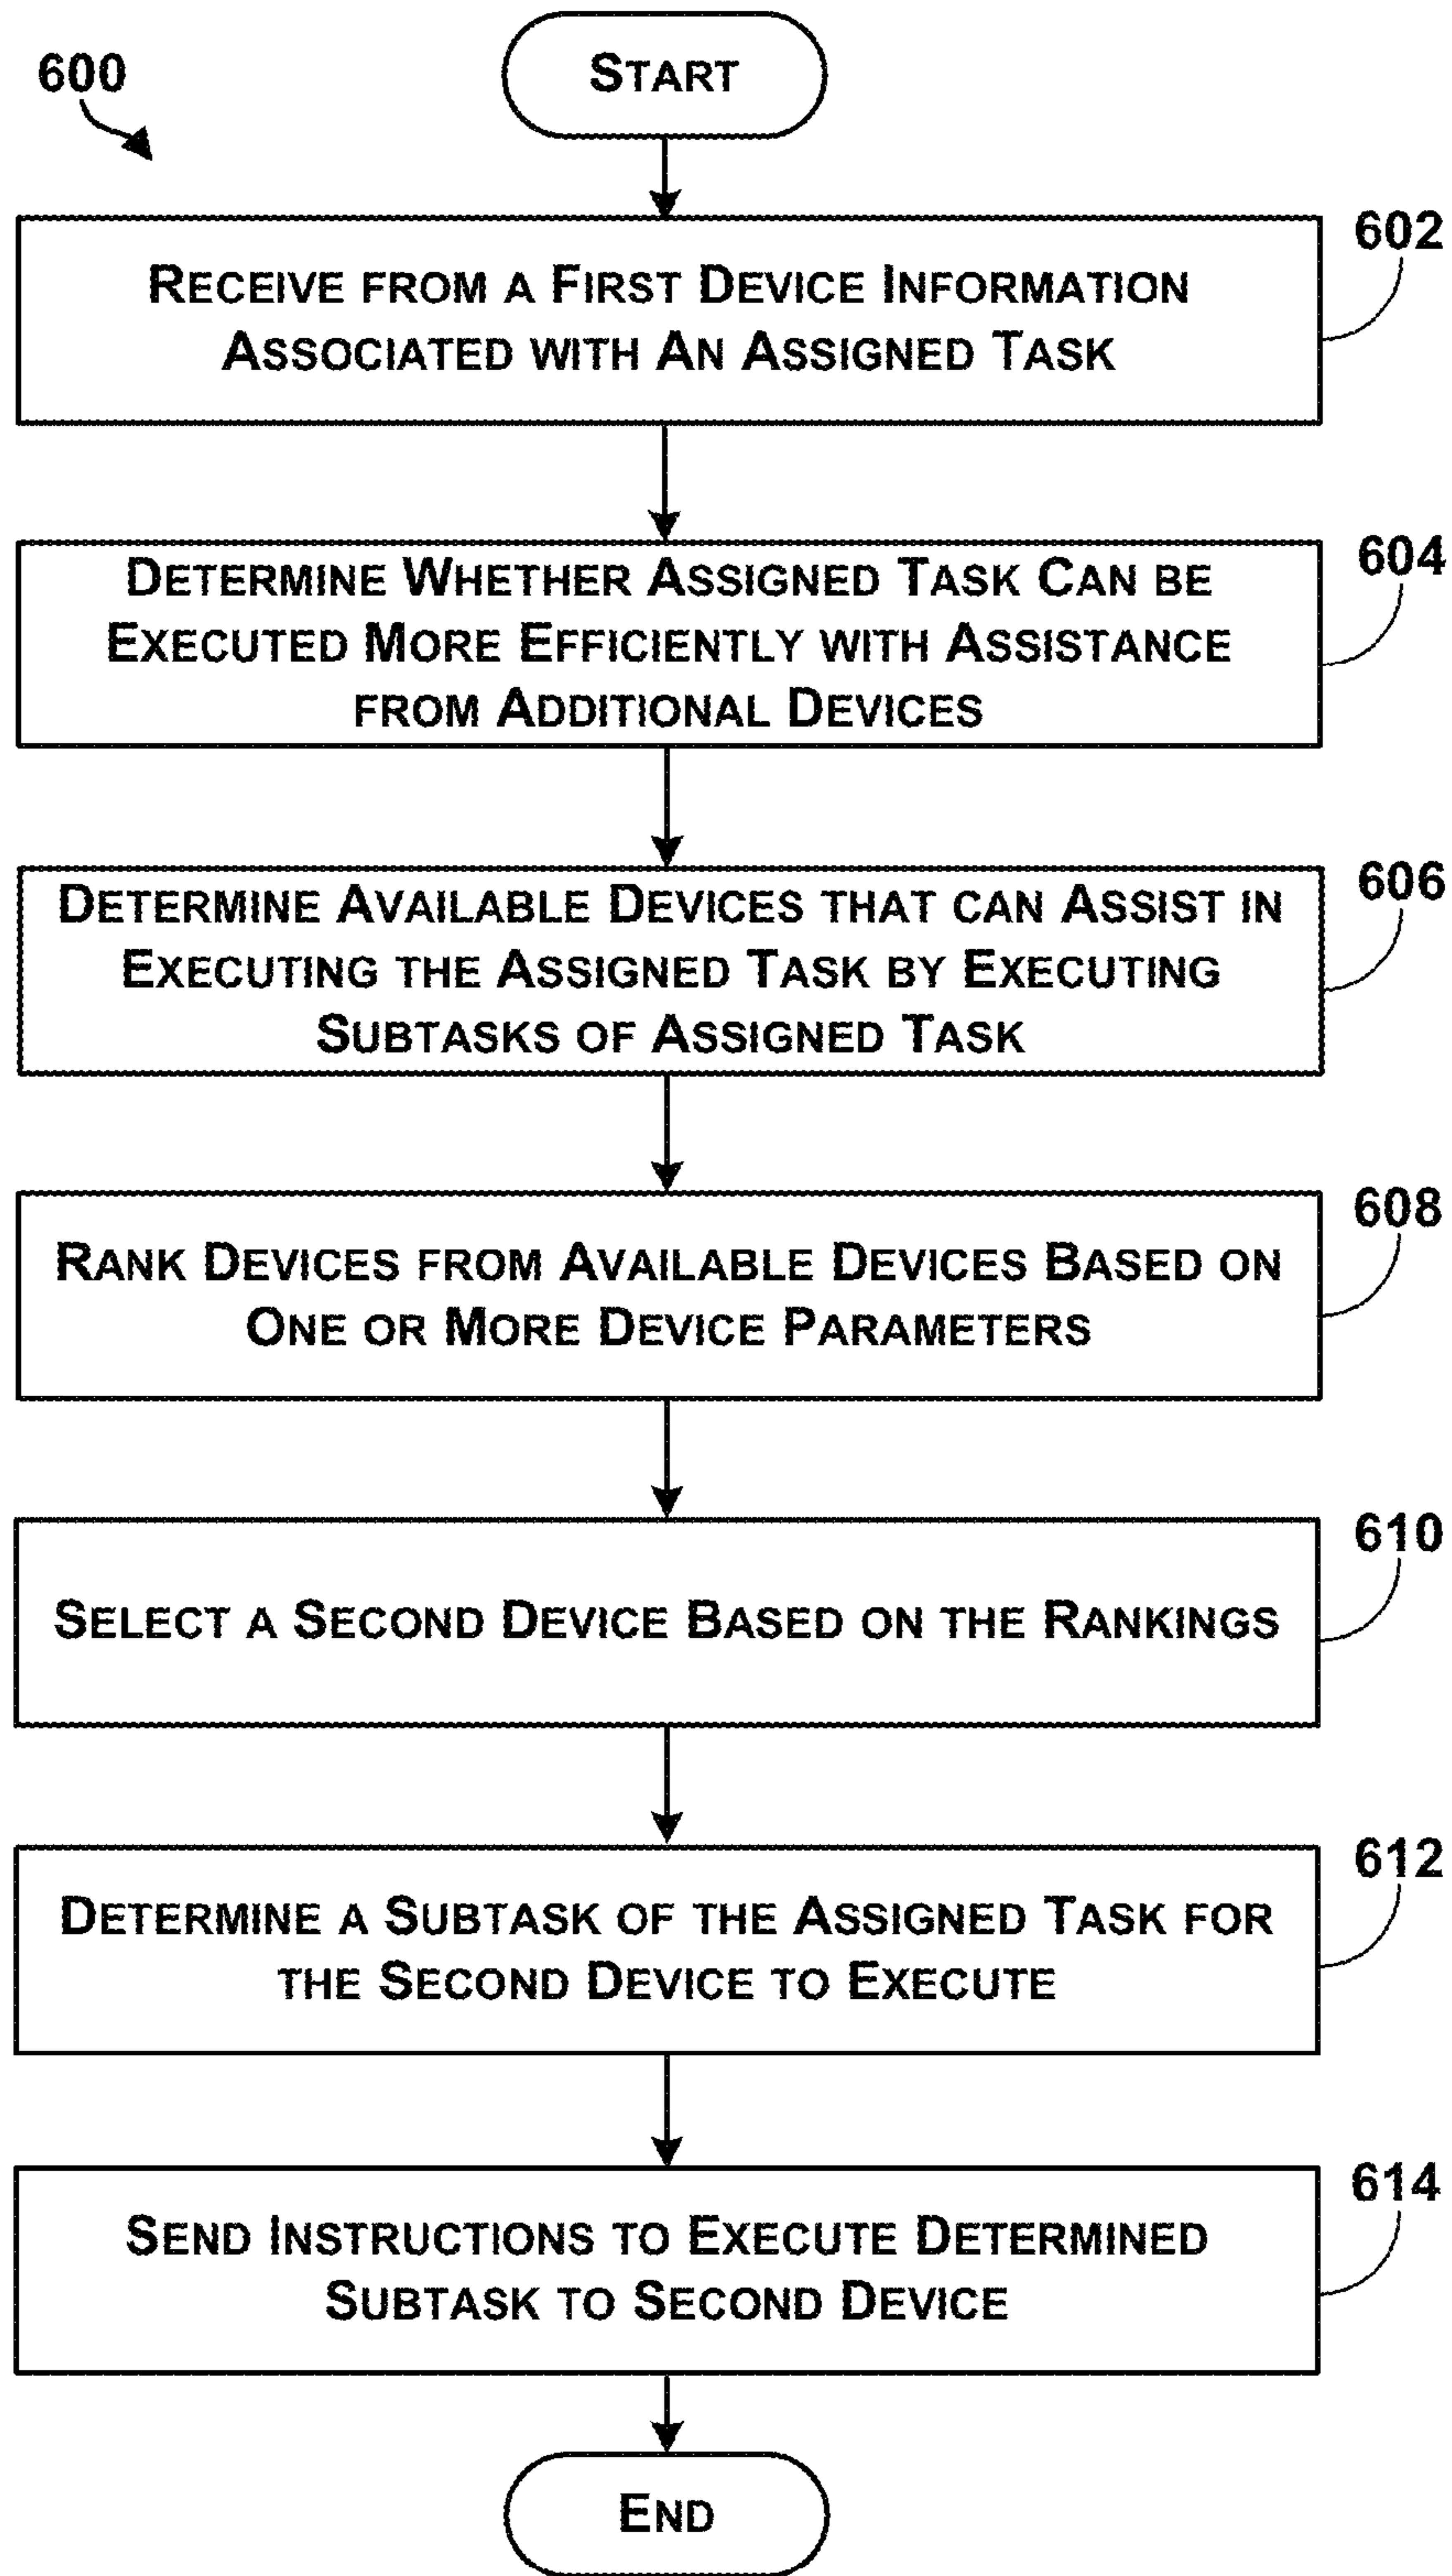 600
START
602
RECEIVE FROM A FIRST DEVICE INFORMATION
ASSOCIATED WITH AN ASSIGNED TASK
604
DETERMINE WHETHER ASSIGNED TASK CAN BE
EXECUTED MORE EFFICIENTLY WITH ASSISTANCE
FROM ADDITIONAL DEVICES
606
DETERMINE AVAILABLE DEVICES THAT CAN ASSIST IN
EXECUTING THE ASSIGNED TASK BY EXECUTING
SUBTASKS OF ASSIGNED TASK
608
RANK DEVICES FROM AVAILABLE DEVICES BASED ON
ONE OR MORE DEVICE PARAMETERS
610
SELECT A SECOND DEVICE BASED ON THE RANKINGS
612
DETERMINE A SUBTASK OF THE ASSIGNED TASK FOR
THE SECOND DEVICE TO EXECUTE
614
SEND INSTRUCTIONS TO EXECUTE DETERMINED
SUBTASK TO SECOND DEVICE
END